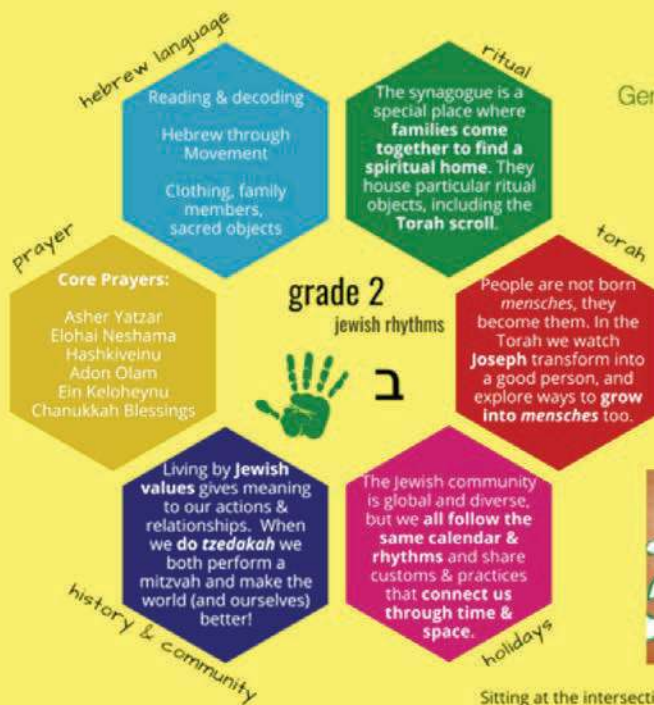 hebrew language
Reading & decoding
Hebrew through
Movement
Clothing, family
members,
sacred objects
ritual
The synagogue is a
special place where
families come
together to find a
spiritual home. They
house particular ritual
objects, including the
Torah scroll.
prayer
Core Prayers:
Asher Yatzar
Elohai Neshama
Hashkiveinu
Adon Olam
Ein Keloheynu
Chanukkah Blessings
grade 2
jewish rhythms
ב
torah
People are not born
mensches, they
become them. In the
Torah we watch
Joseph transform into
a good person, and
explore ways to grow
into mensches too.
Living by Jewish
values gives meaning
to our actions &
relationships. When
we do tzedakah we
both perform a
mitzvah and make the
world (and ourselves)
better!
history & community
The Jewish community
is global and diverse,
but we all follow the
same calendar &
rhythms and share
customs & practices
that connect us
through time &
space.
holidays
Sitting at the